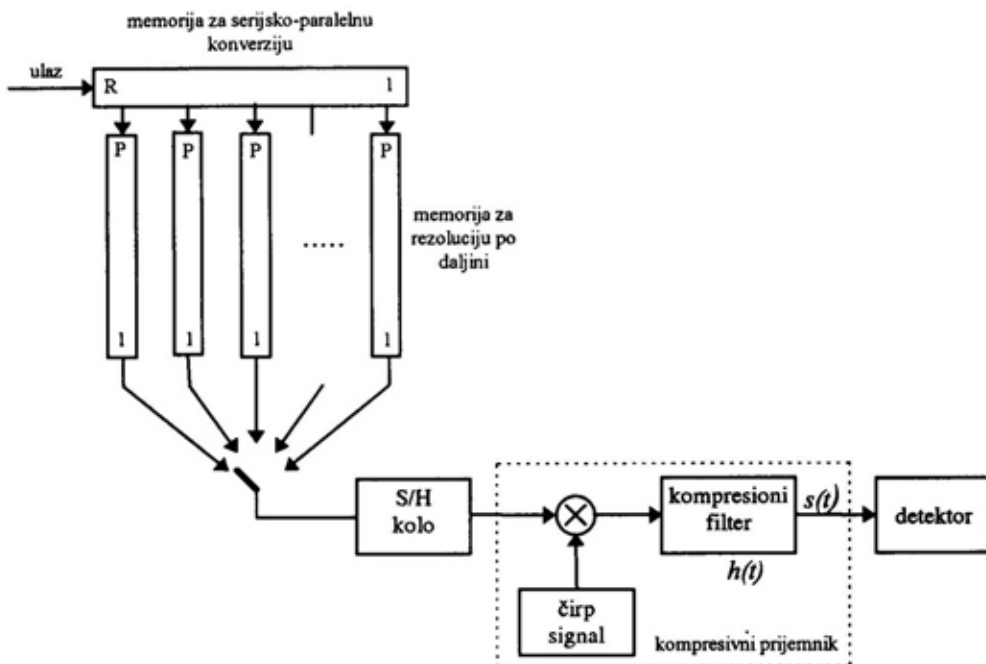 memorija za serijsko-paralelnu
konverziju
ulaz
R 1
P P P P
memorija za
rezoluciju po
daljini
.....
1 1 1 1
S/H
kolo
kompresioni
filter
s(t)
detektor
h(t)
čirp
signal
kompresivni prijemnik